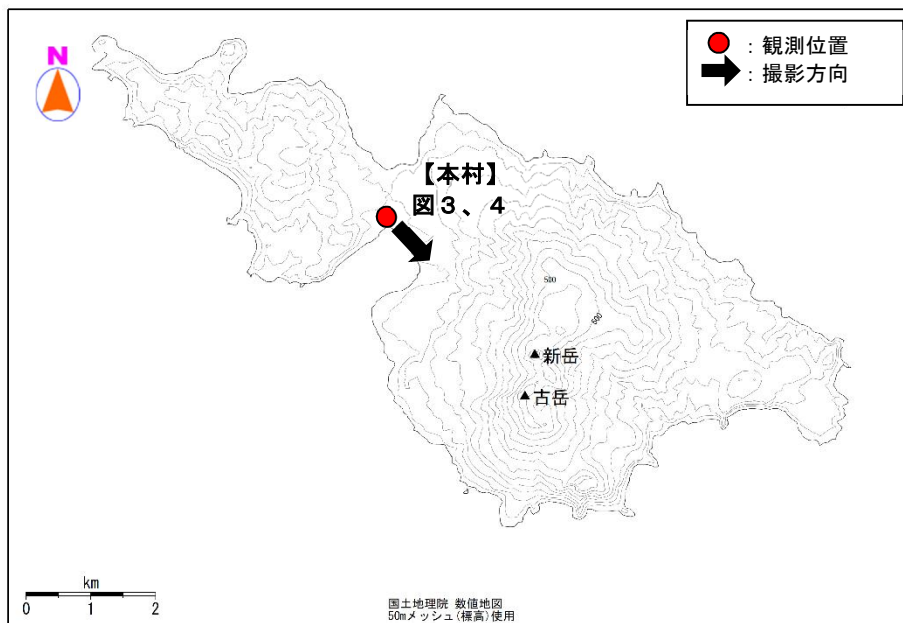 N
：観測位置
：撮影方向
【本村】
図３、４
500
600
▲新岳
▲古岳
km
0 1 2
国土地理院 数値地図
50mメッシュ(標高)使用